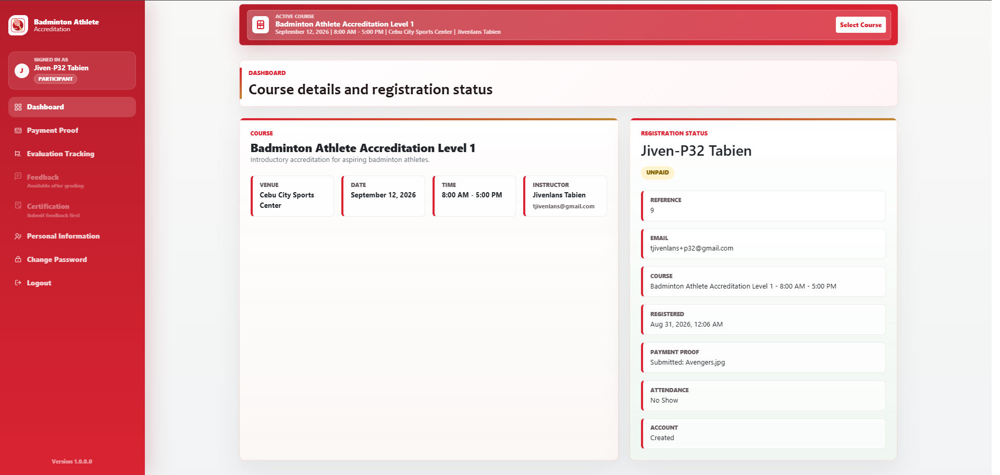 Badminton Athlete
Accreditation
SIGNED IN AS
J
Jiven-P32 Tabien
PARTICIPANT
Dashboard
Payment Proof
Evaluation Tracking
Feedback
Available after grading
Certification
Submit feedback first
Personal Information
Change Password
Logout
Version 1.0.0.0
ACTIVE COURSE
Badminton Athlete Accreditation Level 1
September 12, 2026 | 8:00 AM - 5:00 PM | Cebu City Sports Center | Jivenlans Tabien
Select Course
DASHBOARD
Course details and registration status
COURSE
Badminton Athlete Accreditation Level 1
Introductory accreditation for aspiring badminton athletes.
VENUE
Cebu City Sports
Center
DATE
September 12, 2026
TIME
8:00 AM - 5:00 PM
INSTRUCTOR
Jivenlans Tabien
tjivenlans@gmail.com
REGISTRATION STATUS
Jiven-P32 Tabien
UNPAID
REFERENCE
9
EMAIL
tjivenlans+p32@gmail.com
COURSE
Badminton Athlete Accreditation Level 1 - 8:00 AM - 5:00 PM
REGISTERED
Aug 31, 2026, 12:06 AM
PAYMENT PROOF
Submitted: Avengers.jpg
ATTENDANCE
No Show
ACCOUNT
Created